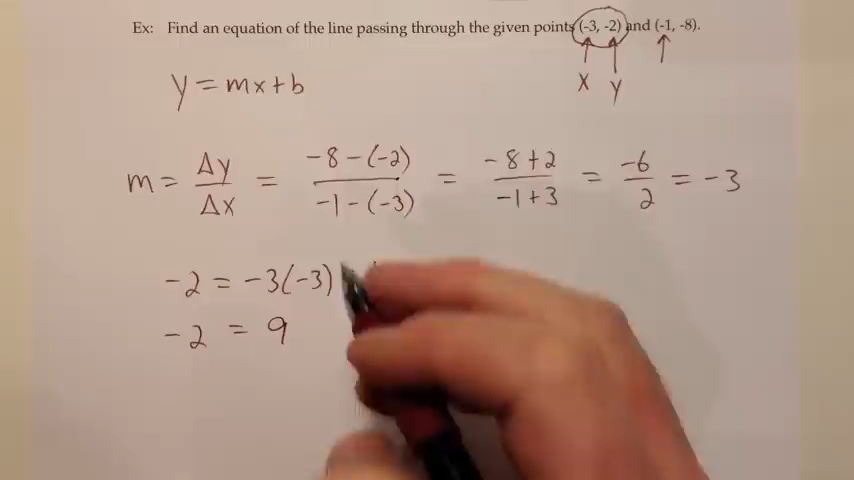 Ex: Find an equation of the line passing through the given points (-3, -2) and (-1, -8).
x y
y = mx + b
m = Δy/Δx = -8-(-2)/-1-(-3) = -8+2/-1+3 = -6/2 = -3
-2 = -3(-3)
-2 = 9